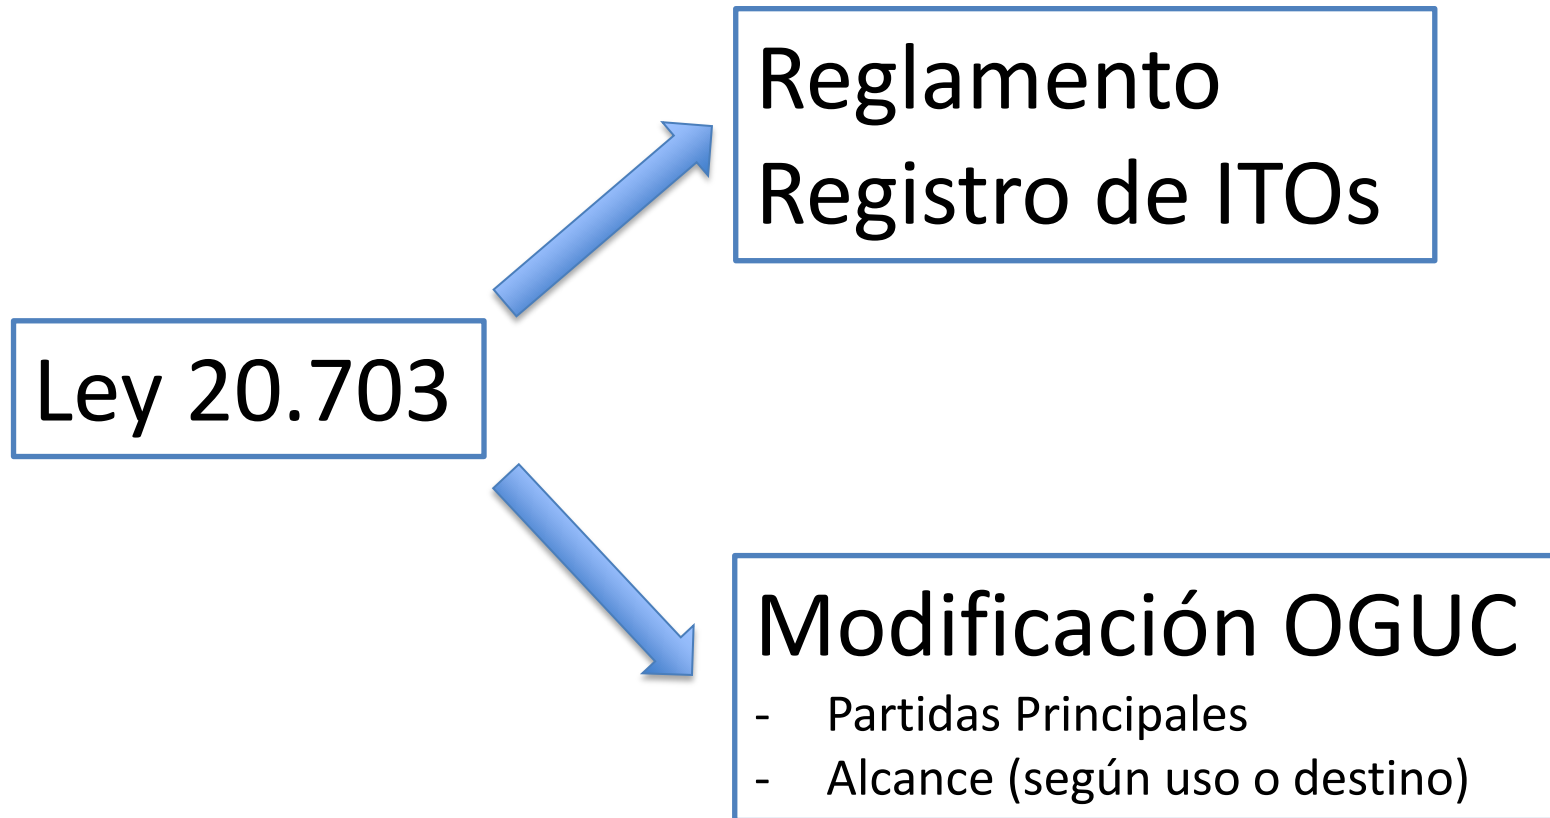 Reglamento
Registro de ITOs
Ley 20.703
Modificación OGUC
- Partidas Principales
- Alcance (según uso o destino)